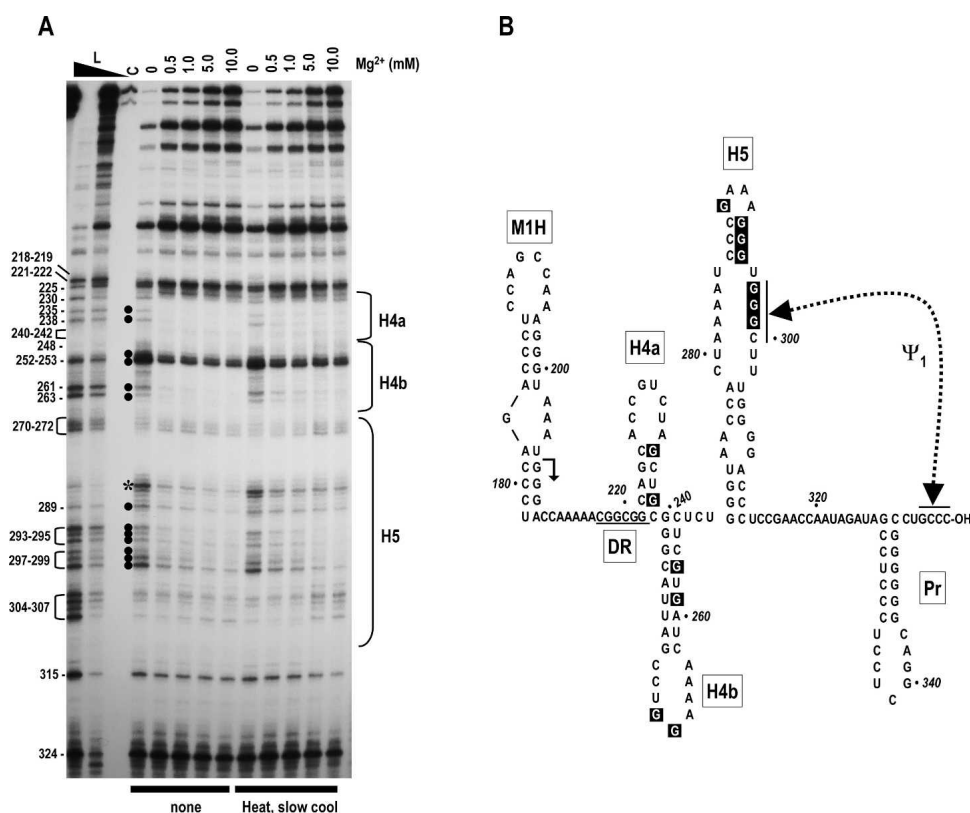 A
L
C
0
0.5
1.0
5.0
10.0
0
0.5
1.0
5.0
10.0
Mg2+ (mM)
218-219
221-222
225
230
235
238
240-242
248
252-253
261
263
270-272
*
289
293-295
297-299
304-307
315
324
H4a
H4b
H5
none
Heat, slow cool
B
M1H
H4a
H5
H4b
DR
Pr
Ψ1
180
200
220
240
260
280
300
320
340
UACCAAAAACGGCGGC
GCUCU
GCUCCGAACCAAUAGAUAGCCUGCCC-OH